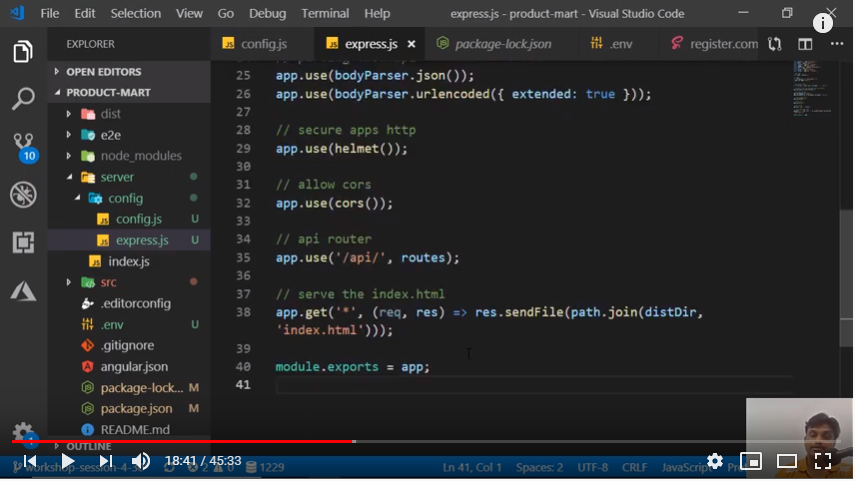 File Edit Selection View Go Debug Terminal Help express.js - product-mart - Visual Studio Code
EXPLORER
config.js express.js package-lock.json .env register.com
OPEN EDITORS
PRODUCT-MART
dist
e2e
node_modules
server
config
config.js U
express.js U
index.js
src
.editorconfig
.env
.gitignore
angular.json
package-lock... M
package.json M
README.md
OUTLINE
10
1
25 app.use(bodyParser.json());
26 app.use(bodyParser.urlencoded({ extended: true }));
27
28 // secure apps http
29 app.use(helmet());
30
31 // allow cors
32 app.use(cors());
33
34 // api router
35 app.use('/api/', routes);
36
37 // serve the index.html
38 app.get('*', (req, res) => res.sendFile(path.join(distDir,
'index.html')));
39
40 module.exports = app;
41
18:41 / 45:33
workshop-session-4-3 2 0 1229 Ln 41, Col 1 Spaces: 2 UTF-8 CRLF JavaScript